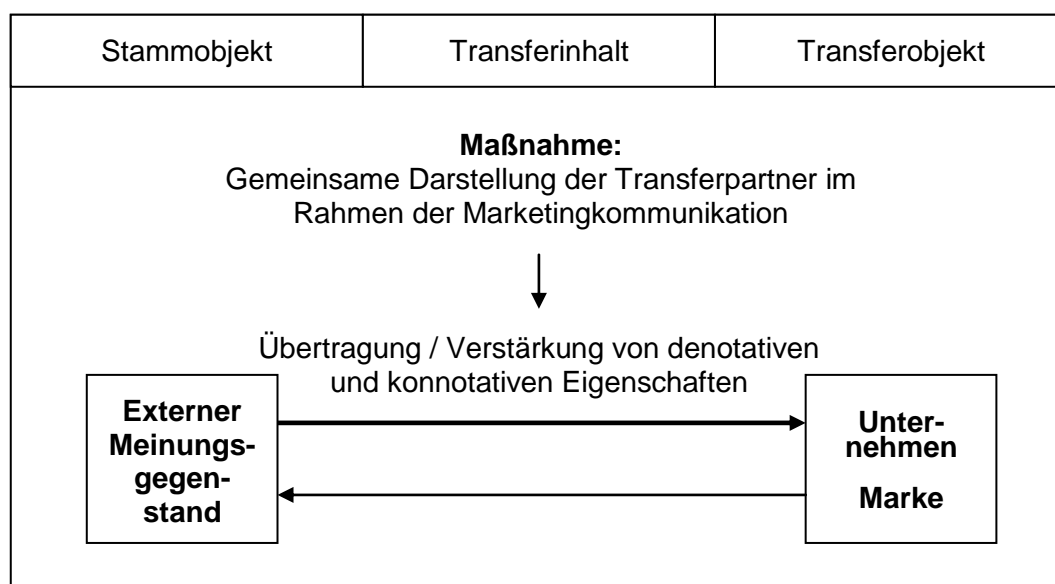 Stammobjekt
Transferinhalt
Transferobjekt
Maßnahme:
Gemeinsame Darstellung der Transferpartner im
Rahmen der Marketingkommunikation
Übertragung / Verstärkung von denotativen
und konnotativen Eigenschaften
Externer
Meinungs-
gegen-
stand
Unter-
nehmen
Marke